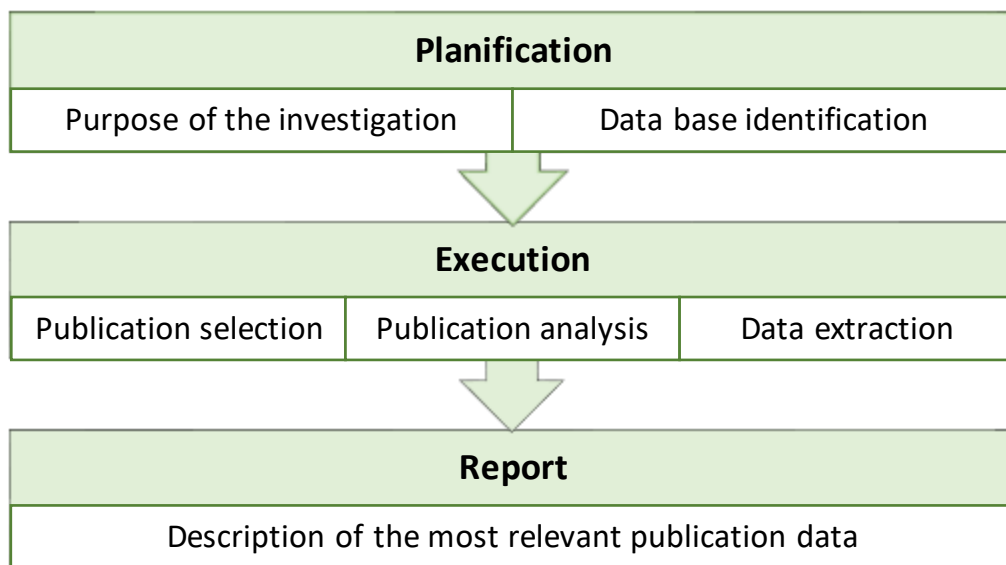 Planification
Purpose of the investigation
Data base identification
Execution
Publication selection
Publication analysis
Data extraction
Report
Description of the most relevant publication data